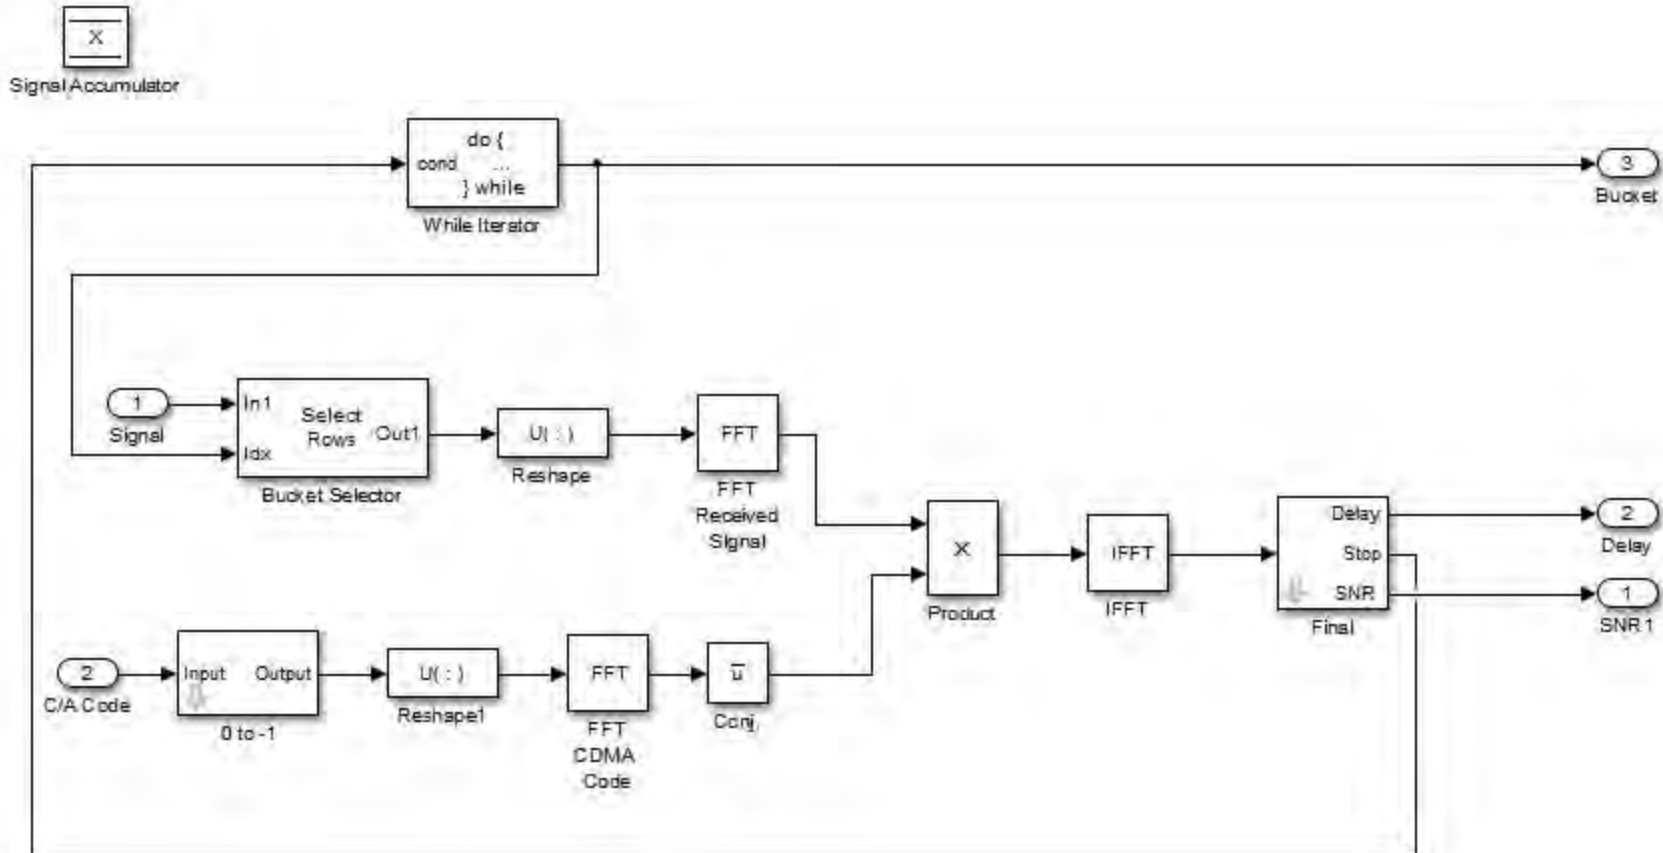 X
Signal Accumulator
do {
cond ...
} while
While Iterator
3
Bucket
1
Signal
In1
Idx
Select
Rows
Out1
Bucket Selector
U( : )
Reshape
FFT
FFT
Received
Signal
X
Product
IFFT
IFFT
Delay
Stop
SNR
Final
2
Delay
1
SNR1
2
C/A Code
Input Output
0 to -1
U( : )
Reshape1
FFT
FFT
CDMA
Code
u
Conj